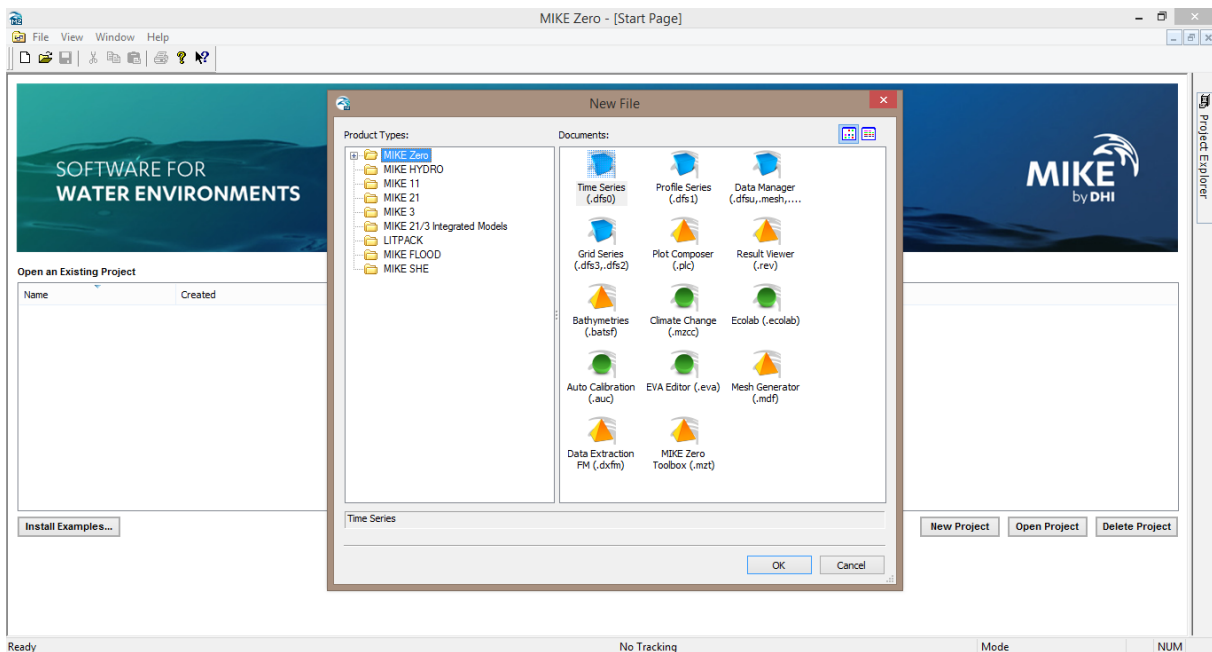 MIKE Zero - [Start Page]
File View Window Help
SOFTWARE FOR
WATER ENVIRONMENTS
MIKE
by DHI
Project Explorer
Open an Existing Project
Name Created
New File
Product Types:
MIKE Zero
MIKE HYDRO
MIKE 11
MIKE 21
MIKE 3
MIKE 21/3 Integrated Models
LITPACK
MIKE FLOOD
MIKE SHE
Documents:
Time Series
(.dfs0)
Profile Series
(.dfs1)
Data Manager
(.dfsu,.mesh,....
Grid Series
(.dfs3,.dfs2)
Plot Composer
(.plc)
Result Viewer
(.rev)
Bathymetries
(.batsf)
Climate Change
(.mzcc)
Ecolab (.ecolab)
Auto Calibration
(.auc)
EVA Editor (.eva)
Mesh Generator
(.mdf)
Data Extraction
FM (.dxfm)
MIKE Zero
Toolbox (.mzt)
Time Series
OK Cancel
Install Examples...
New Project Open Project Delete Project
Ready No Tracking Mode NUM